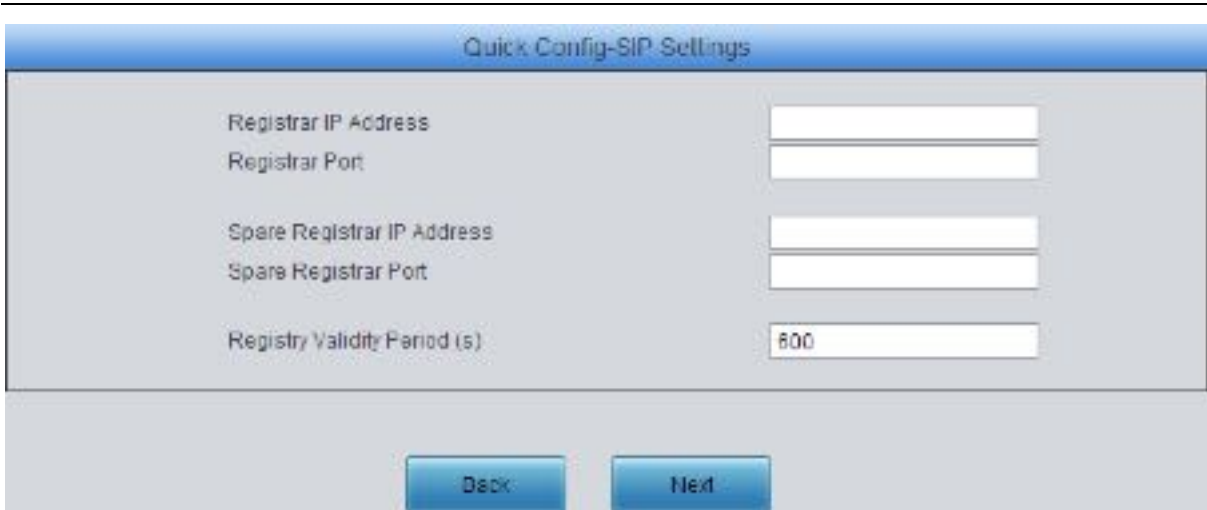 Quick Config-SIP Settings
Registrar IP Address
Registrar Port
Spare Registrar IP Address
Spare Registrar Port
Registry Validity Period (s) 600
Back Next